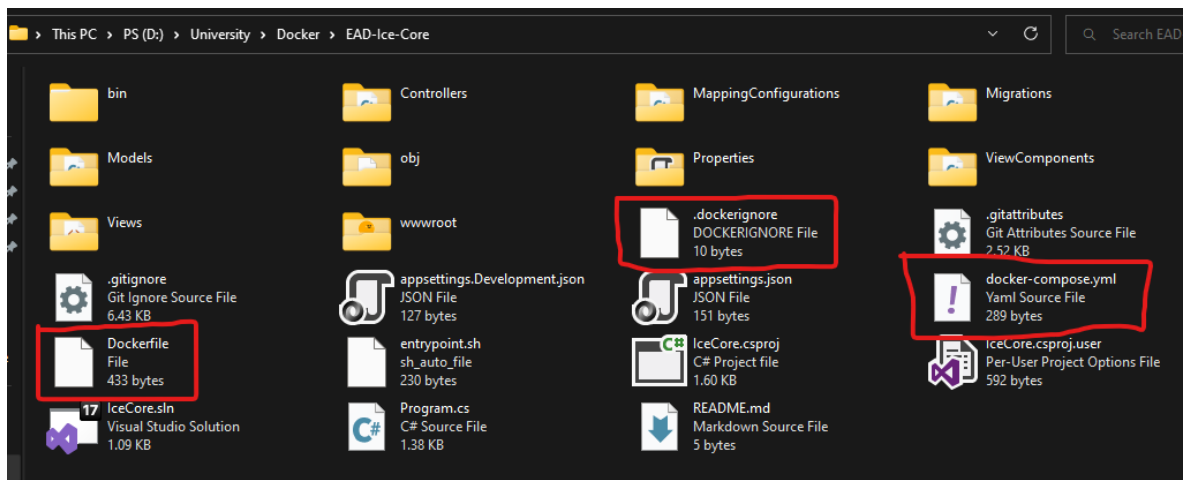 This PC > PS (D:) > University > Docker > EAD-Ice-Core
Search EAD
bin
Controllers
MappingConfigurations
Migrations
Models
obj
Properties
ViewComponents
Views
wwwroot
.dockerignore
DOCKERIGNORE File
10 bytes
.gitattributes
Git Attributes Source File
2.52 KB
.gitignore
Git Ignore Source File
6.43 KB
appsettings.Development.json
JSON File
127 bytes
appsettings.json
JSON File
151 bytes
docker-compose.yml
Yaml Source File
289 bytes
Dockerfile
File
433 bytes
entrypoint.sh
sh_auto_file
230 bytes
C#
IceCore.csproj
C# Project file
1.60 KB
IceCore.csproj.user
Per-User Project Options File
592 bytes
17
IceCore.sln
Visual Studio Solution
1.09 KB
C#
Program.cs
C# Source File
1.38 KB
README.md
Markdown Source File
5 bytes